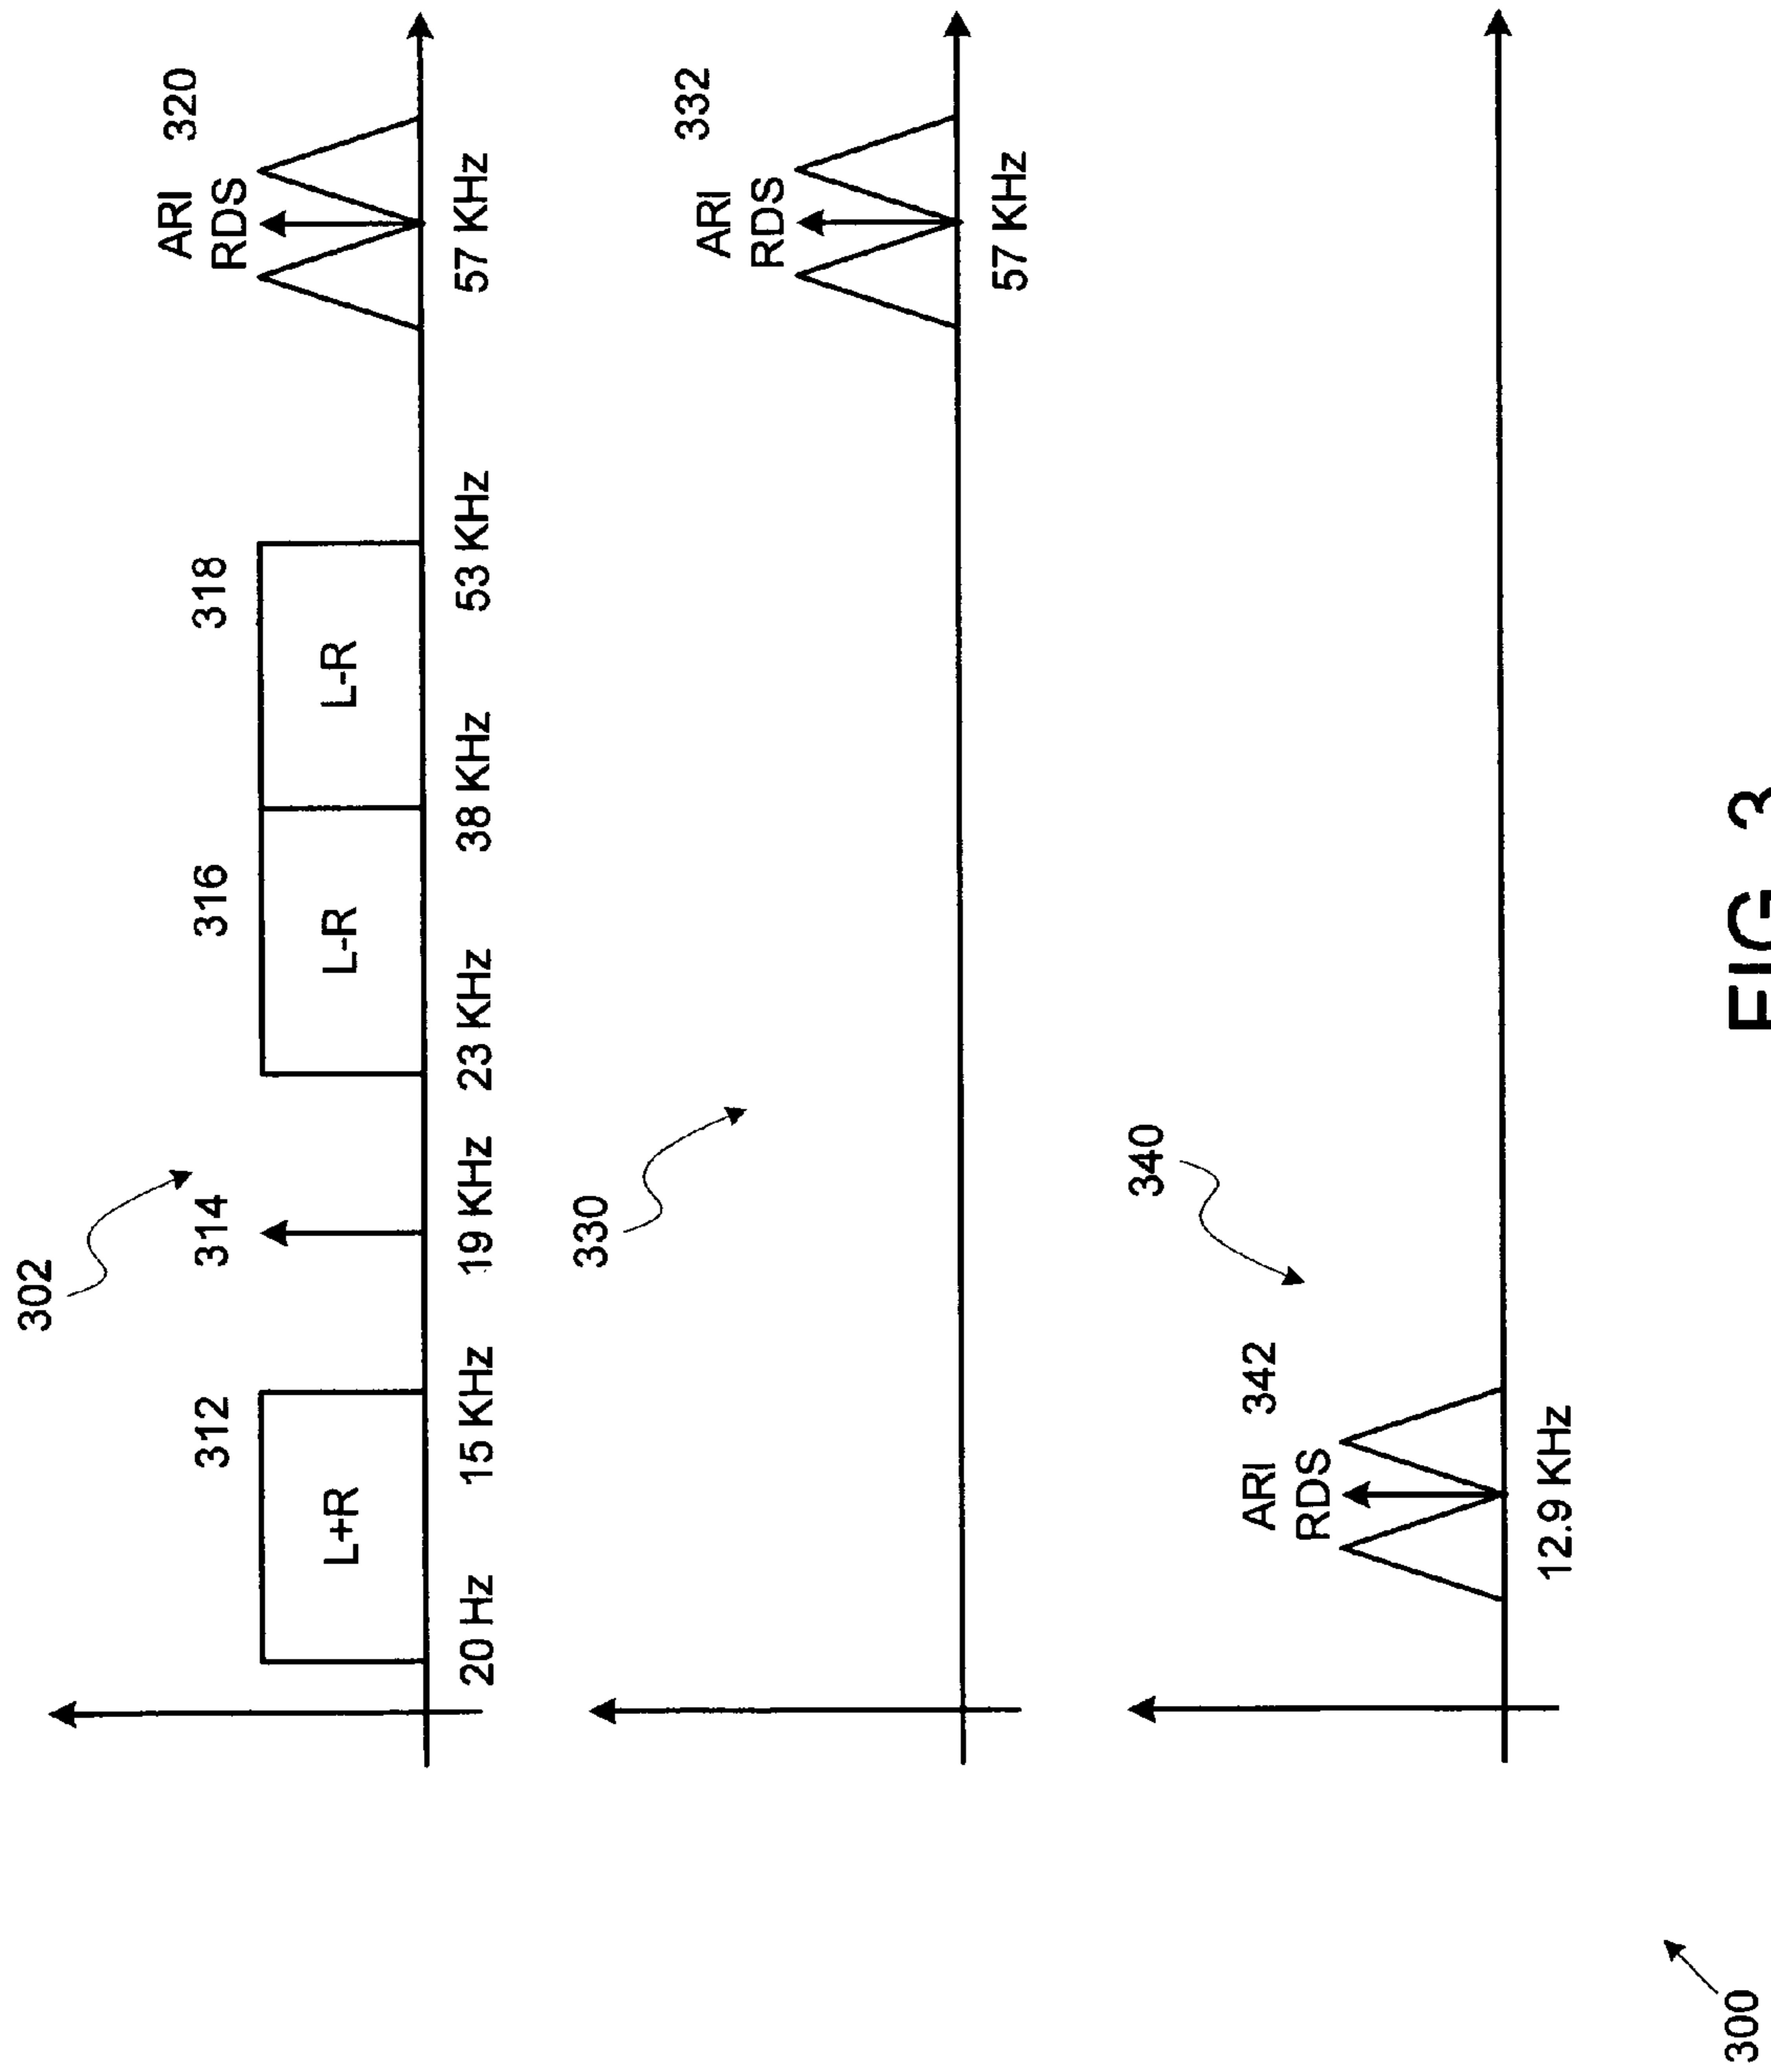 302
312
314
316
318
ARI 320
RDS
L+R
L-R
L-R
20 Hz
15 KHz
19 KHz
23 KHz
38 KHz
53 KHz
57 KHz
330
ARI 332
RDS
57 KHz
340
ARI 342
RDS
12.9 KHz
300
FIG. 3